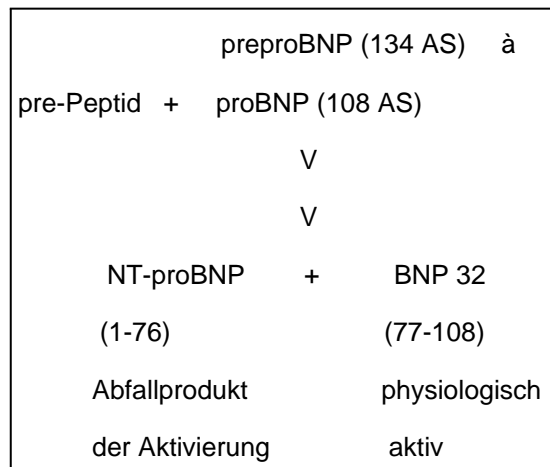 preproBNP (134 AS) à
pre-Peptid + proBNP (108 AS)
V
V
NT-proBNP + BNP 32
(1-76) (77-108)
Abfallprodukt physiologisch
der Aktivierung aktiv